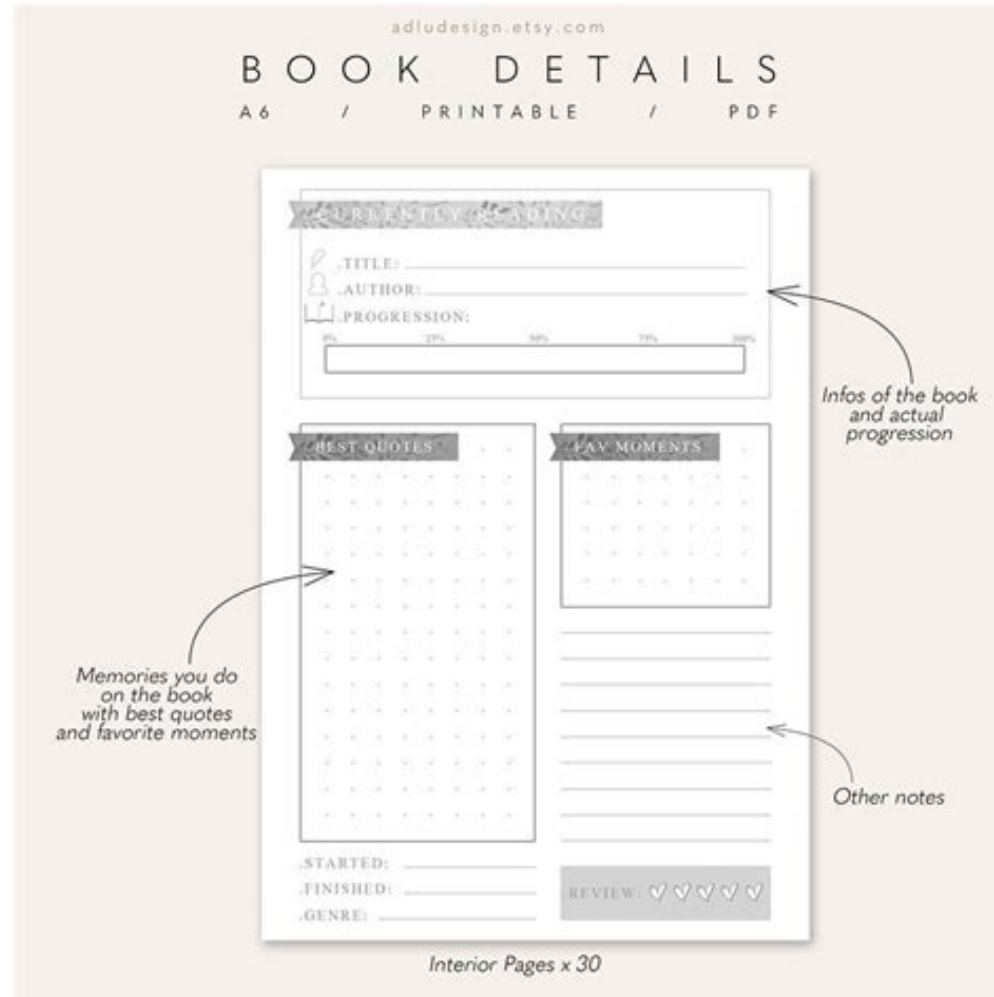 adludesign.etsy.com
BOOK DETAILS
A6 / PRINTABLE / PDF
CURRENTLY READING
.TITLE:
.AUTHOR:
.PROGRESSION:
0% 25% 50% 75% 100%
Infos of the book
and actual
progression
BEST QUOTES
FAV MOMENTS
Memories you do
on the book
with best quotes
and favorite moments
Other notes
.STARTED:
.FINISHED:
.GENRE:
REVIEW:
Interior Pages x 30